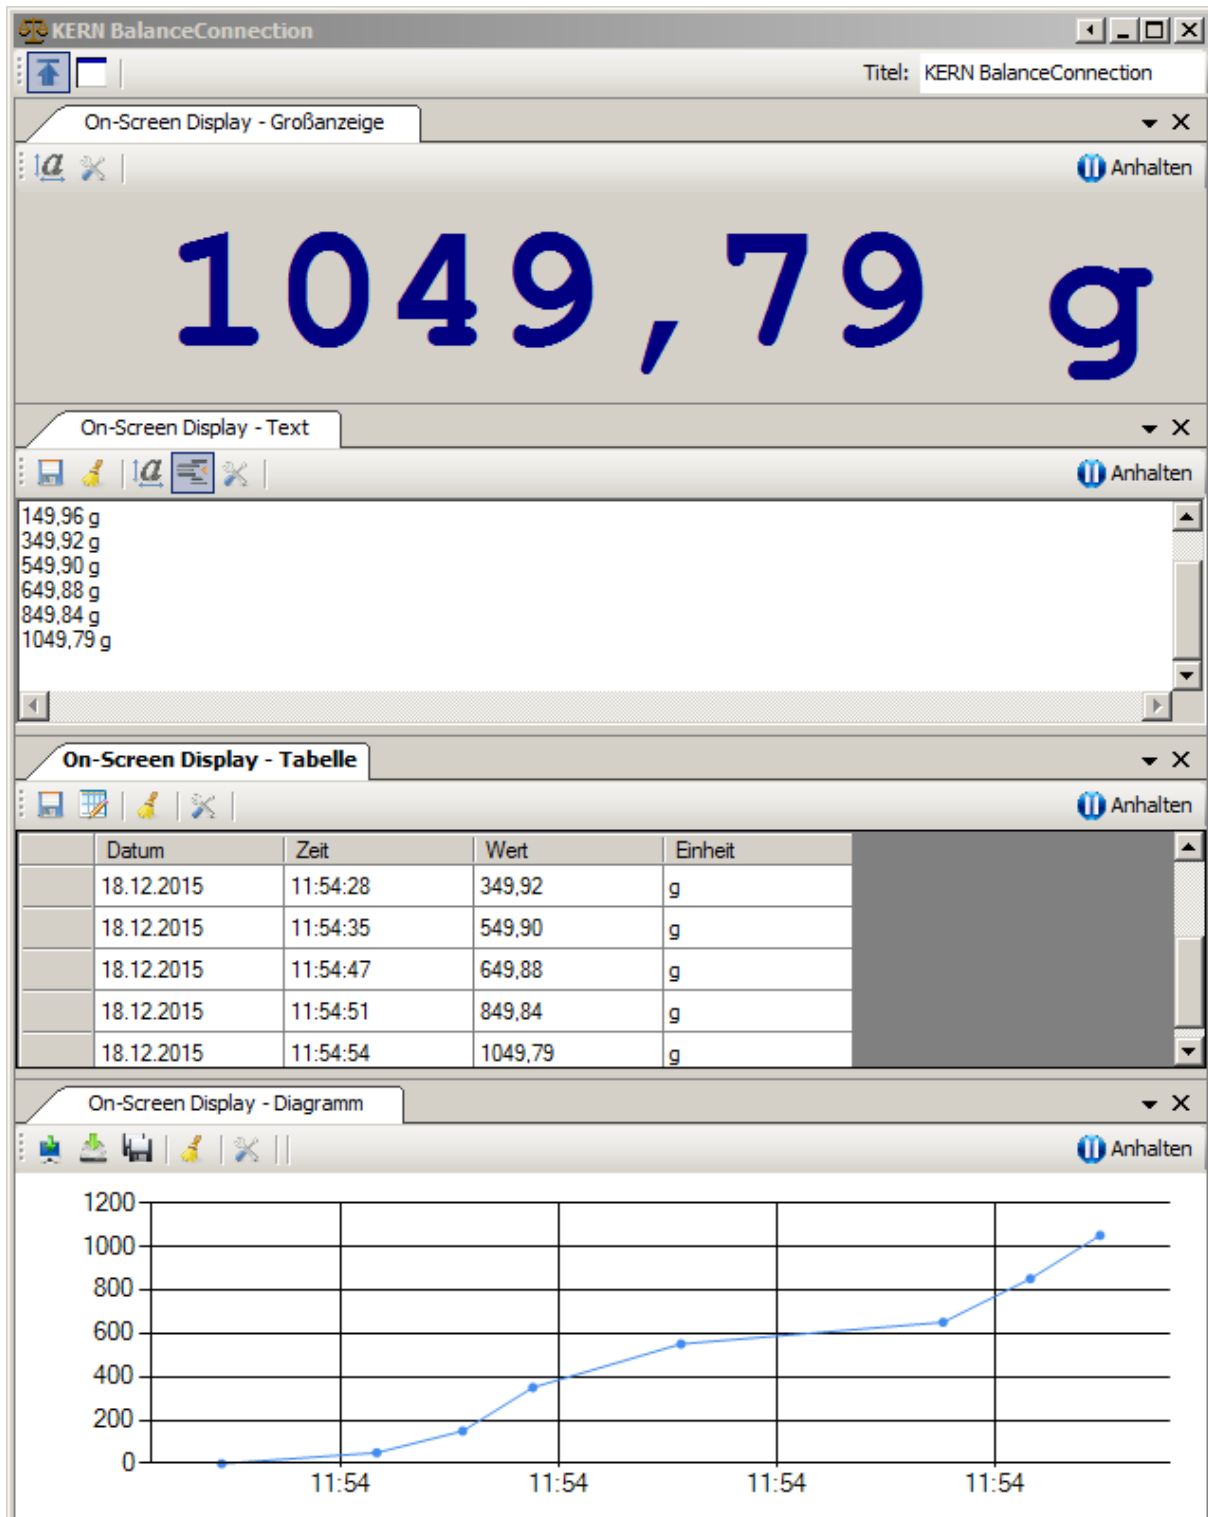 KERN BalanceConnection
Titel: KERN BalanceConnection
On-Screen Display - Großanzeige
Anhalten
1049,79 g
On-Screen Display - Text
Anhalten
149,96 g
349,92 g
549,90 g
649,88 g
849,84 g
1049,79 g
On-Screen Display - Tabelle
Anhalten
Datum Zeit Wert Einheit
18.12.2015 11:54:28 349,92 g
18.12.2015 11:54:35 549,90 g
18.12.2015 11:54:47 649,88 g
18.12.2015 11:54:51 849,84 g
18.12.2015 11:54:54 1049,79 g
On-Screen Display - Diagramm
Anhalten
1200
1000
800
600
400
200
0
11:54 11:54 11:54 11:54